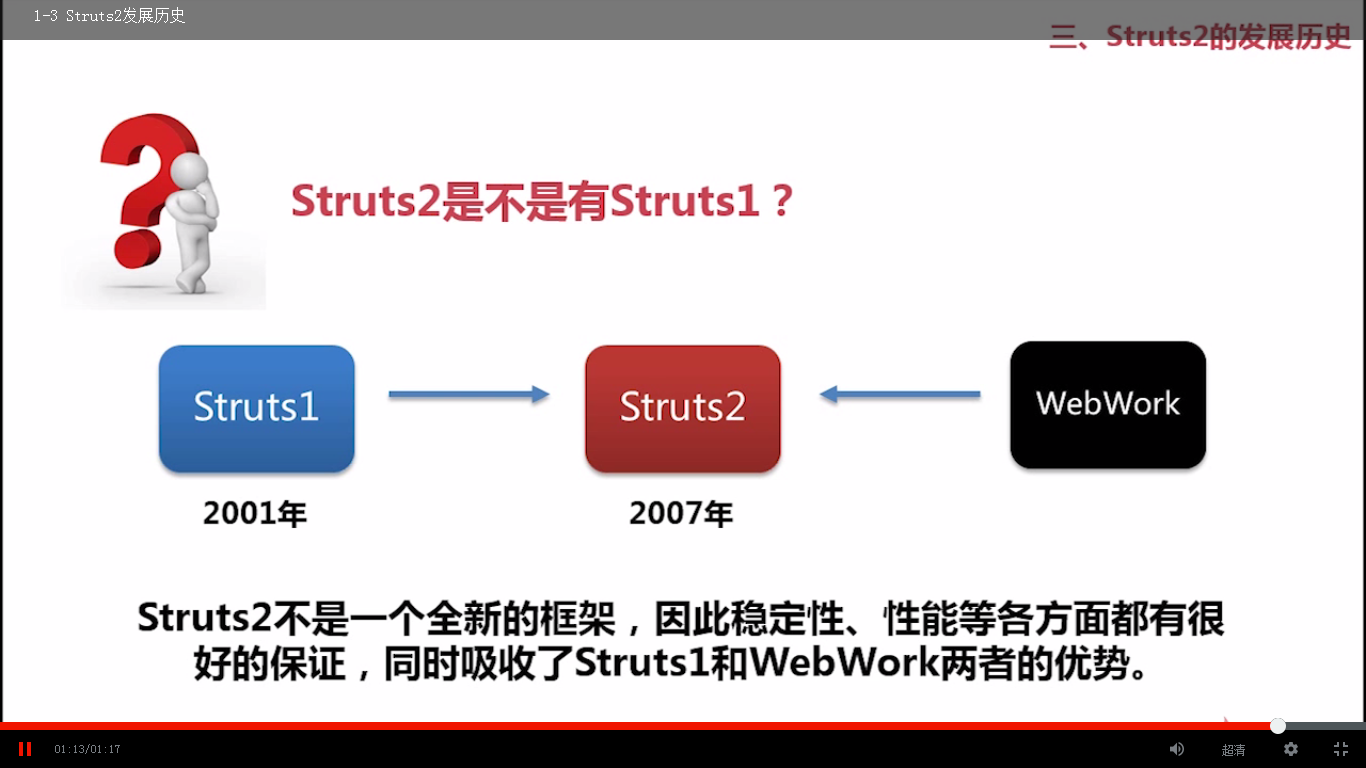 1-3 Struts2发展历史
三、Struts2的发展历史
Struts2是不是有Struts1？
Struts1
Struts2
WebWork
2001年
2007年
Struts2不是一个全新的框架，因此稳定性、性能等各方面都有很
好的保证，同时吸收了Struts1和WebWork两者的优势。
01:13/01:17
超清